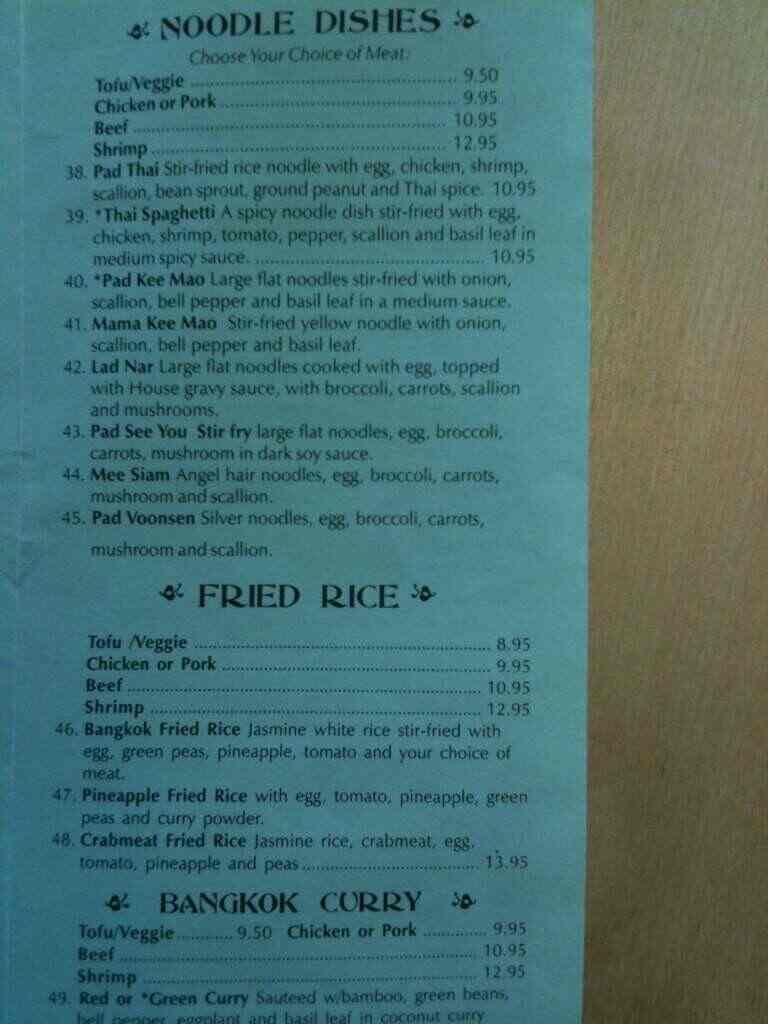 NOODLE DISHES
Choose Your Choice of Meat:
Tofu/Veggie ........................................................ 9.50
Chicken or Pork .................................................. 9.95
Beef .................................................................. 10.95
Shrimp .............................................................. 12.95
38. Pad Thai Stir-fried rice noodle with egg, chicken, shrimp,
scallion, bean sprout, ground peanut and Thai spice. 10.95
39. *Thai Spaghetti A spicy noodle dish stir-fried with egg,
chicken, shrimp, tomato, pepper, scallion and basil leaf in
medium spicy sauce. ................................................ 10.95
40. *Pad Kee Mao Large flat noodles stir-fried with onion,
scallion, bell pepper and basil leaf in a medium sauce.
41. Mama Kee Mao Stir-fried yellow noodle with onion,
scallion, bell pepper and basil leaf.
42. Lad Nar Large flat noodles cooked with egg, topped
with House gravy sauce, with broccoli, carrots, scallion
and mushrooms.
43. Pad See You Stir fry large flat noodles, egg, broccoli,
carrots, mushroom in dark soy sauce.
44. Mee Siam Angel hair noodles, egg, broccoli, carrots,
mushroom and scallion.
45. Pad Voonsen Silver noodles, egg, broccoli, carrots,
mushroom and scallion.
FRIED RICE
Tofu /Veggie ............................................................ 8.95
Chicken or Pork ...................................................... 9.95
Beef ...................................................................... 10.95
Shrimp .................................................................. 12.95
46. Bangkok Fried Rice Jasmine white rice stir-fried with
egg, green peas, pineapple, tomato and your choice of
meat.
47. Pineapple Fried Rice with egg, tomato, pineapple, green
peas and curry powder.
48. Crabmeat Fried Rice Jasmine rice, crabmeat, egg,
tomato, pineapple and peas ...................................... 13.95
BANGKOK CURRY
Tofu/Veggie ............ 9.50 Chicken or Pork ............. 9.95
Beef ...................................................................... 10.95
Shrimp .................................................................. 12.95
49. Red or *Green Curry Sauteed w/bamboo, green beans,
bell pepper, eggplant and basil leaf in coconut curry